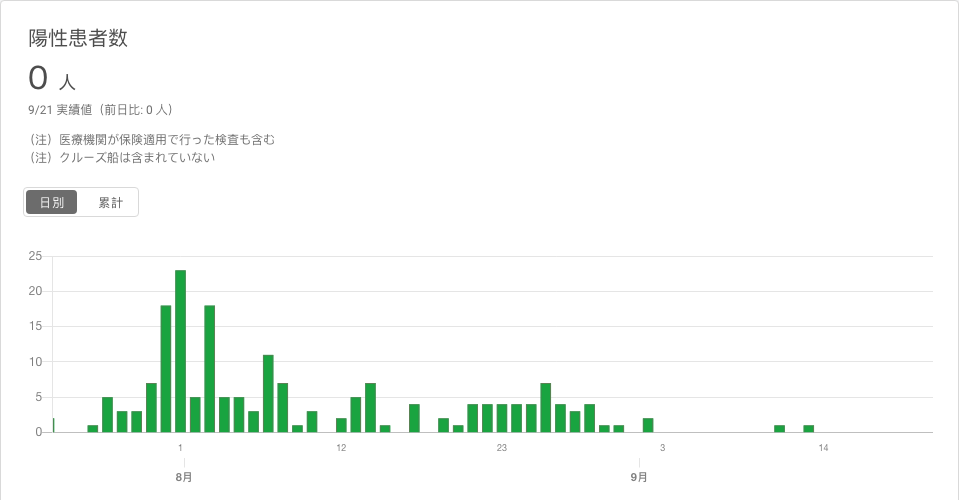 陽性患者数
0 人
9/21 実績値（前日比: 0 人）
（注）医療機関が保険適用で行った検査も含む
（注）クルーズ船は含まれていない
日別 累計
25
20
15
10
5
0
1 12 23 3 14
8月 9月